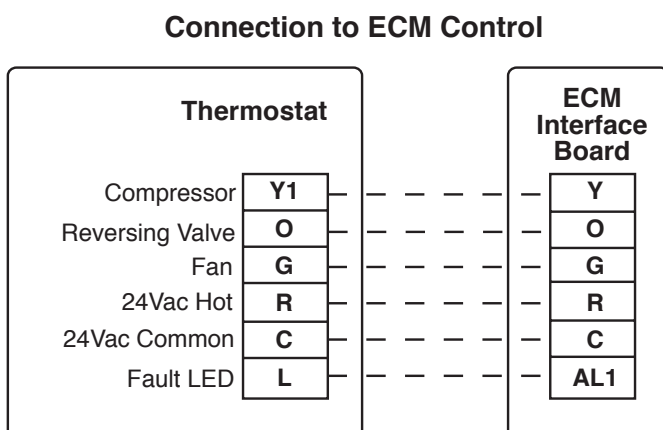 Connection to ECM Control
Thermostat
ECM
Interface
Board
Compressor Y1 Y
Reversing Valve O O
Fan G G
24Vac Hot R R
24Vac Common C C
Fault LED L AL1